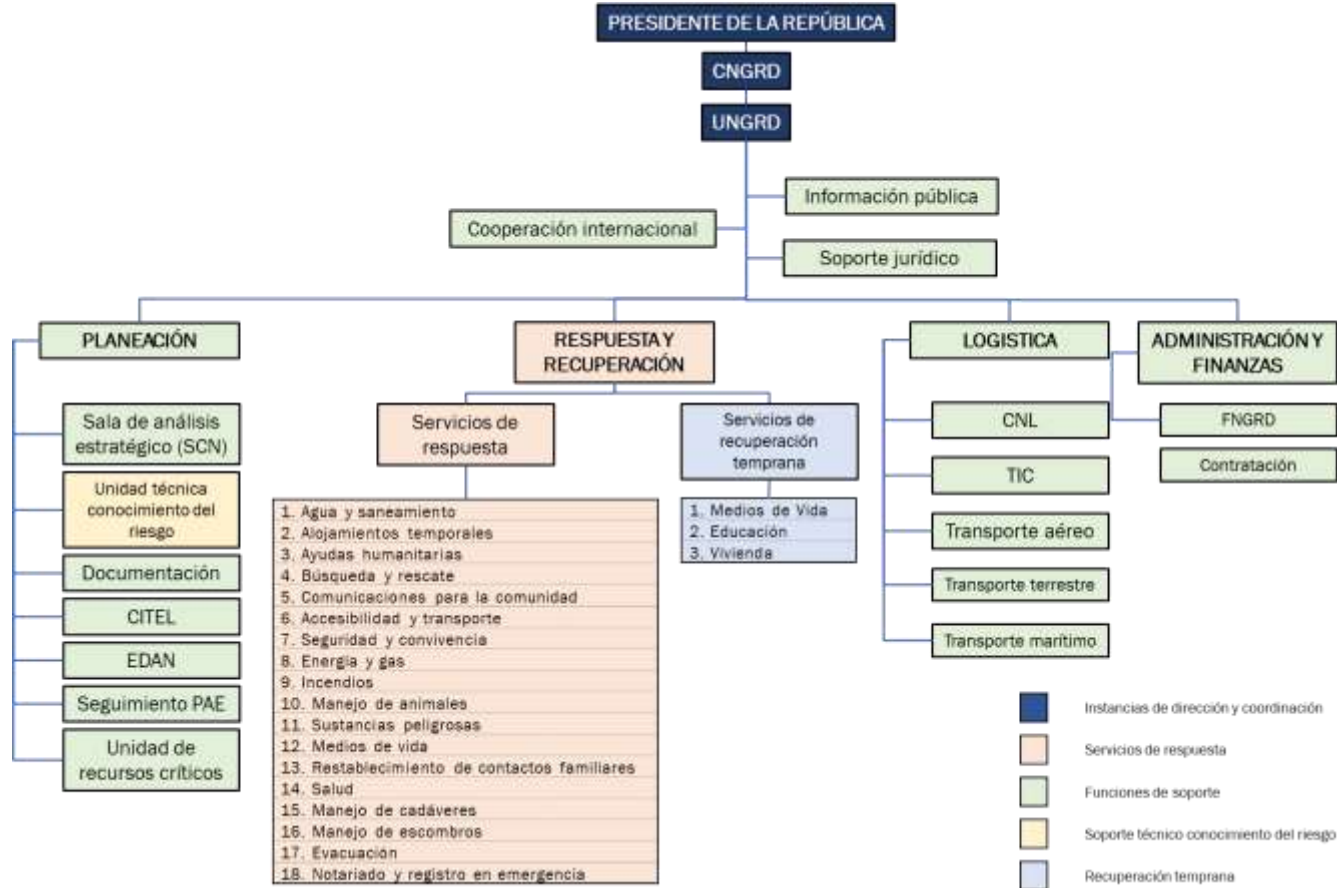 PRESIDENTE DE LA REPÚBLICA
CNGRD
UNGRD
Información pública
Cooperación internacional
Soporte jurídico
PLANEACIÓN
Sala de análisis
estratégico (SCN)
Unidad técnica
conocimiento del
riesgo
Documentación
CITEL
EDAN
Seguimiento PAE
Unidad de
recursos críticos
RESPUESTA Y
RECUPERACIÓN
Servicios de
respuesta
1. Agua y saneamiento
2. Alojamientos temporales
3. Ayudas humanitarias
4. Búsqueda y rescate
5. Comunicaciones para la comunidad
6. Accesibilidad y transporte
7. Seguridad y convivencia
8. Energía y gas
9. Incendios
10. Manejo de animales
11. Sustancias peligrosas
12. Medios de vida
13. Restablecimiento de contactos familiares
14. Salud
15. Manejo de cadáveres
16. Manejo de escombros
17. Evacuación
18. Notariado y registro en emergencia
Servicios de
recuperación
temprana
1. Medios de Vida
2. Educación
3. Vivienda
LOGISTICA
CNL
TIC
Transporte aéreo
Transporte terrestre
Transporte marítimo
ADMINISTRACIÓN Y
FINANZAS
FNGRD
Contratación
Instancias de dirección y coordinación
Servicios de respuesta
Funciones de soporte
Soporte técnico conocimiento del riesgo
Recuperación temprana